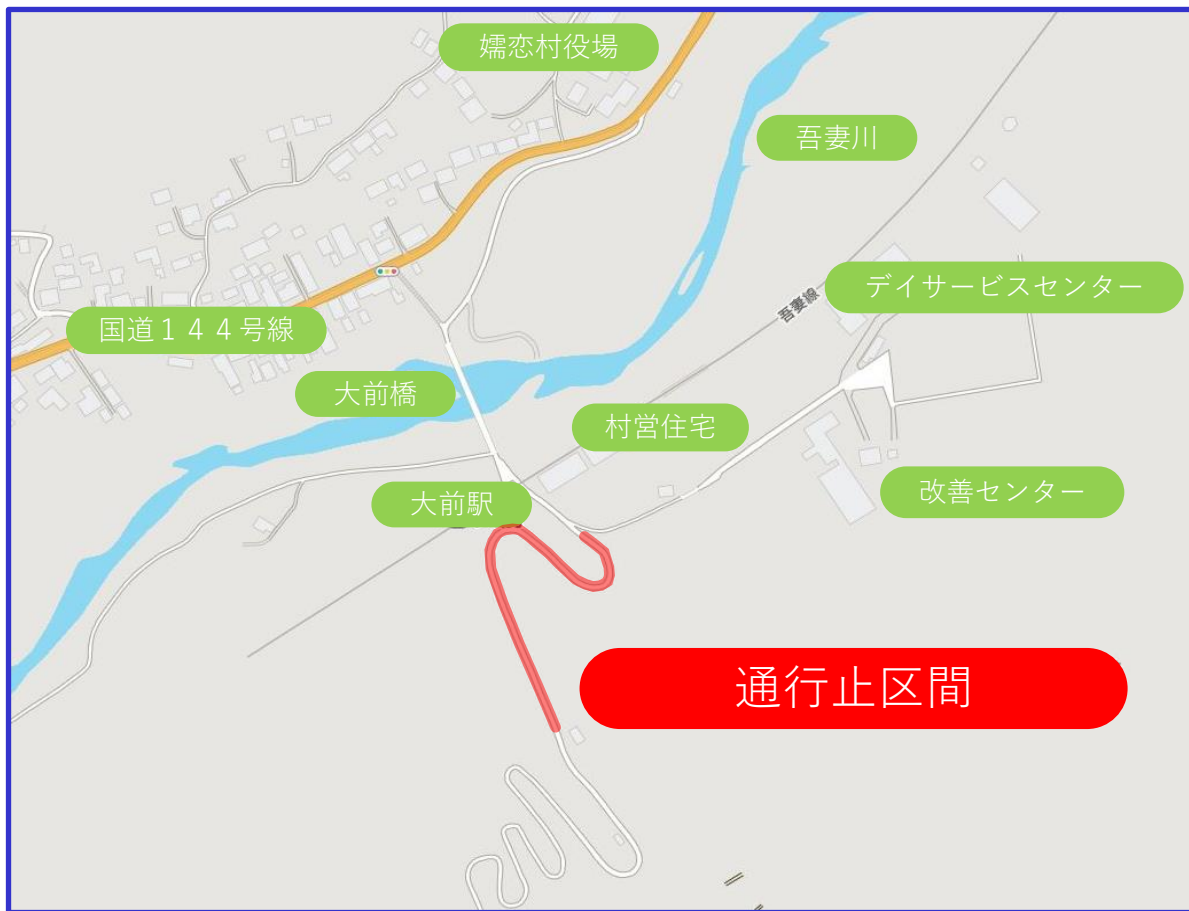 嬬恋村役場
吾妻川
デイサービスセンター
吾妻線
国道１４４号線
大前橋
村営住宅
大前駅
改善センター
通行止区間